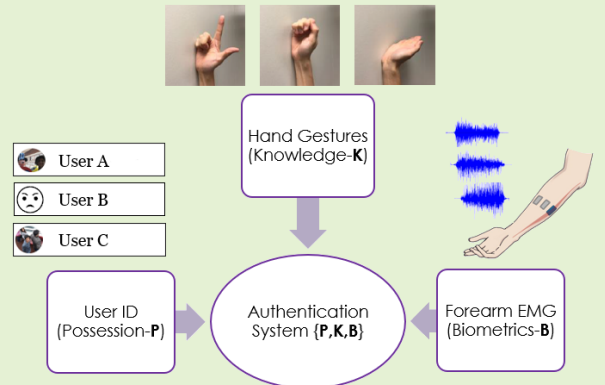 Hand Gestures
(Knowledge-K)
User A
User B
User C
User ID
(Possession-P)
Authentication
System {P,K,B}
Forearm EMG
(Biometrics-B)